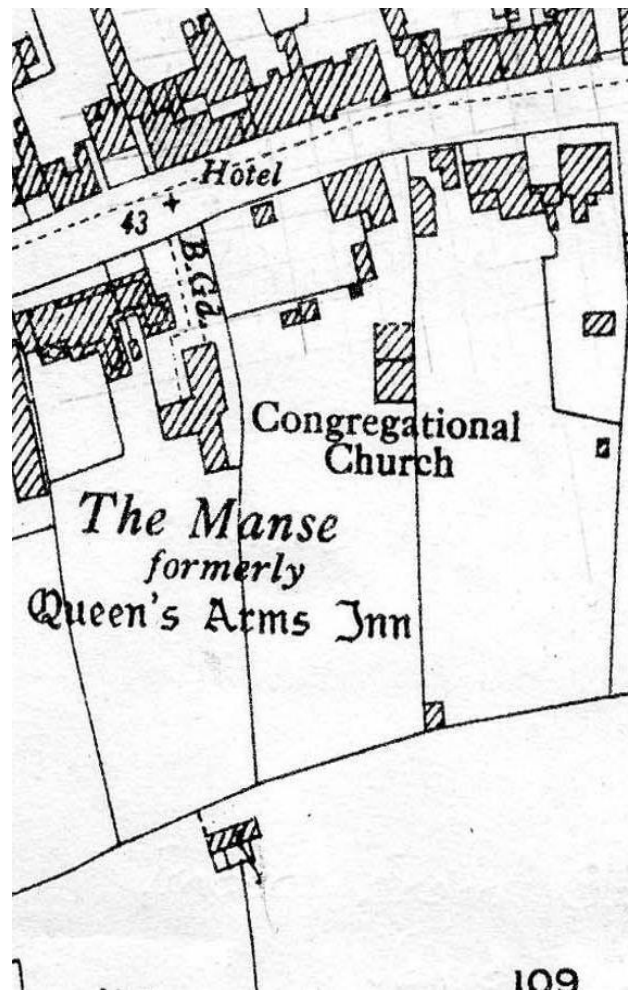 Hotel
43
B.Gd.
Congregational
Church
The Manse
formerly
Queen's Arms Inn
109